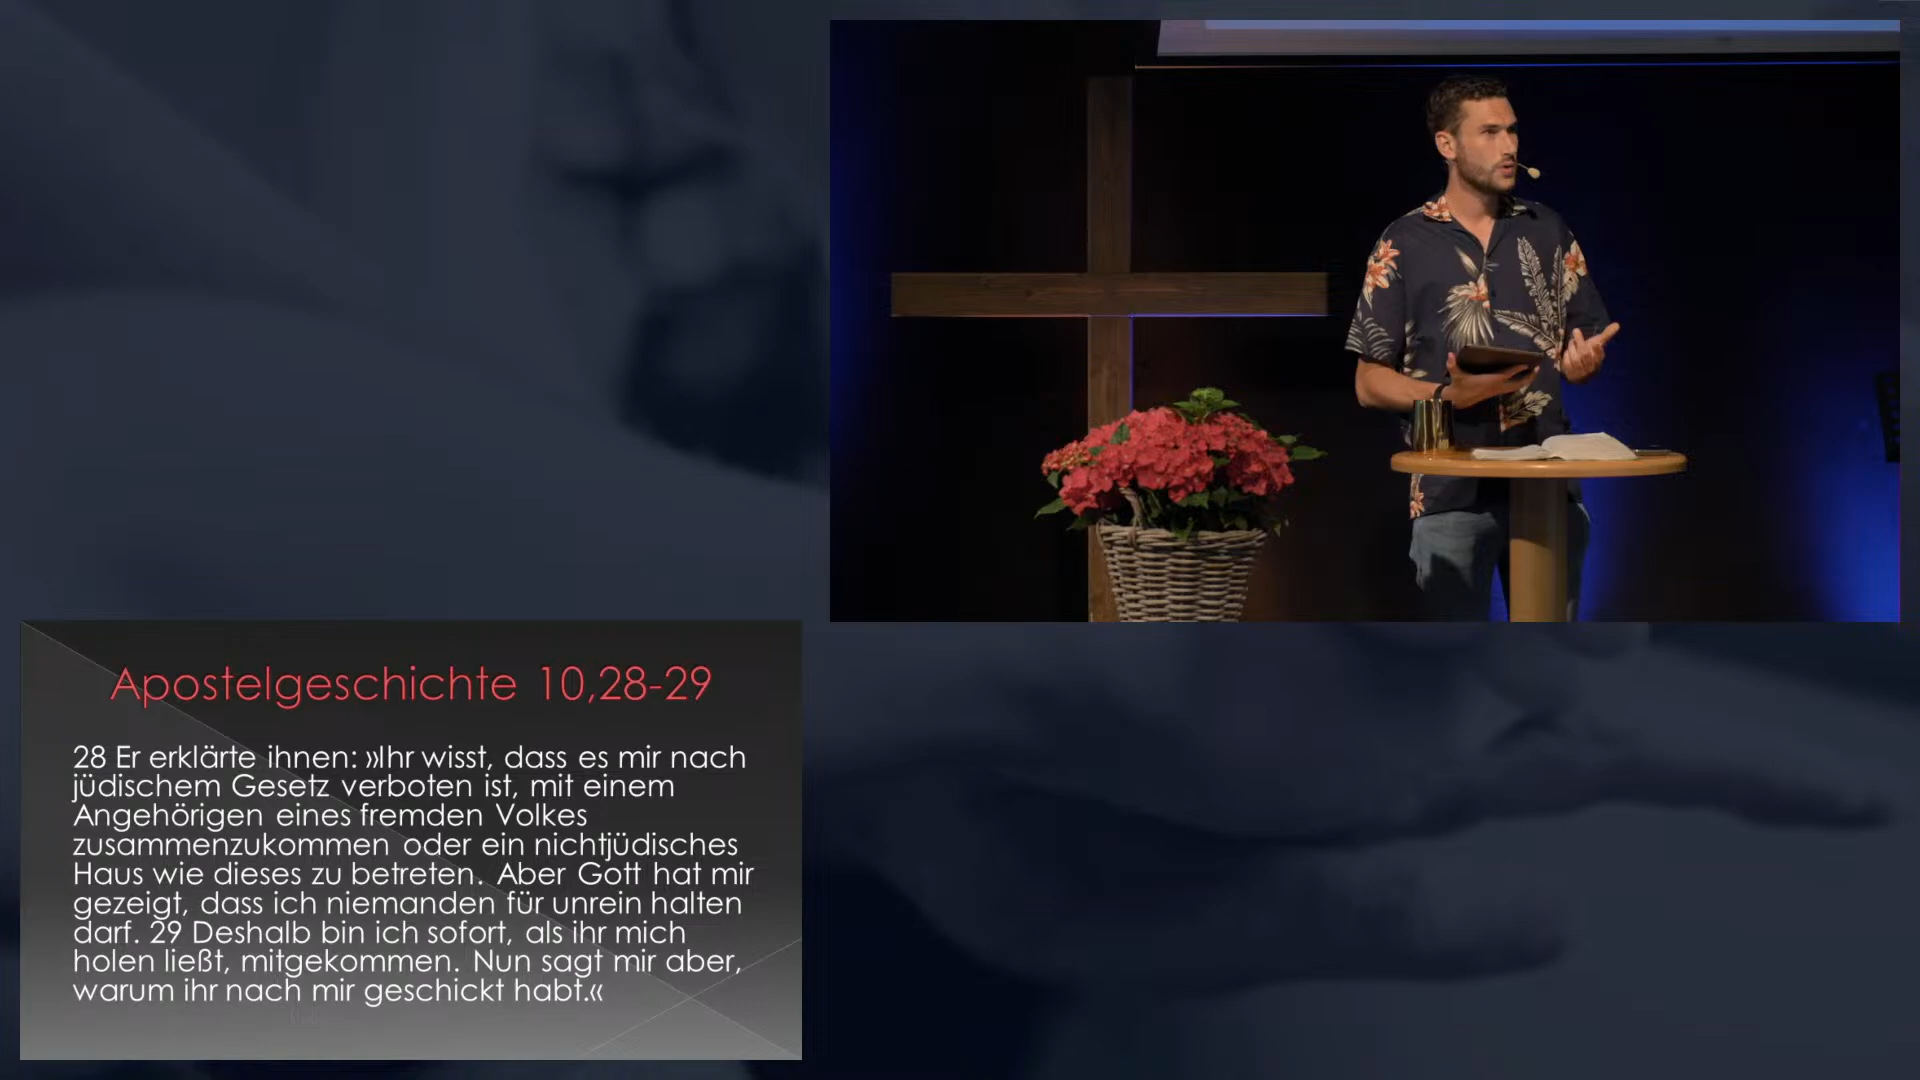 Apostelgeschichte 10,28-29
28 Er erklärte ihnen: »Ihr wisst, dass es mir nach
jüdischem Gesetz verboten ist, mit einem
Angehörigen eines fremden Volkes
zusammenzukommen oder ein nichtjüdisches
Haus wie dieses zu betreten. Aber Gott hat mir
gezeigt, dass ich niemanden für unrein halten
darf. 29 Deshalb bin ich sofort, als ihr mich
holen ließt, mitgekommen. Nun sagt mir aber,
warum ihr nach mir geschickt habt.«